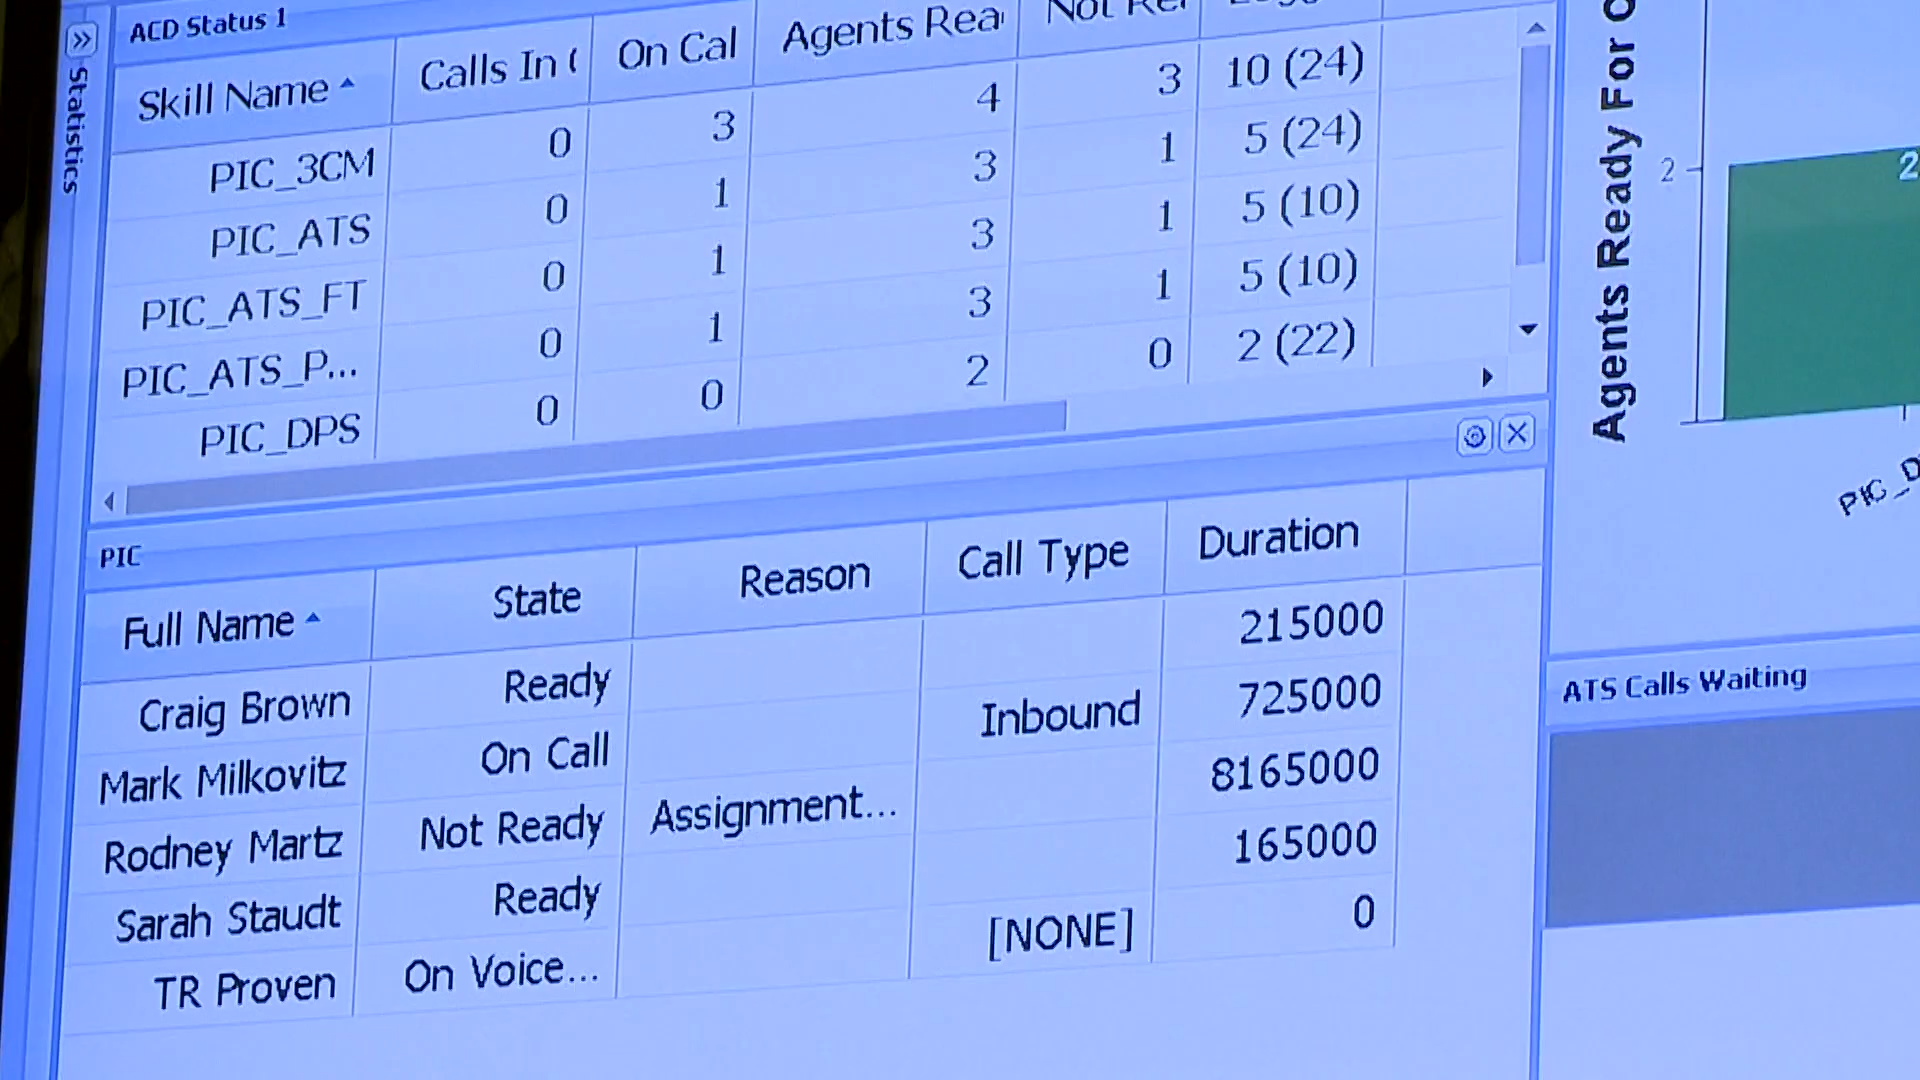 ACD Status 1
Statistics
Skill Name Calls In On Cal Agents Rea Not
PIC_3CM 0 3 4 3 10 (24)
PIC_ATS 0 1 3 1 5 (24)
PIC_ATS_FT 0 1 3 1 5 (10)
PIC_ATS_P... 0 1 3 1 5 (10)
PIC_DPS 0 0 2 0 2 (22)
PIC
Full Name State Reason Call Type Duration
Craig Brown Ready 215000
Mark Milkovitz On Call Inbound 725000
Rodney Martz Not Ready Assignment... 8165000
Sarah Staudt Ready 165000
TR Proven On Voice... [NONE] 0
Agents Ready For
2
2
PIC_D
ATS Calls Waiting